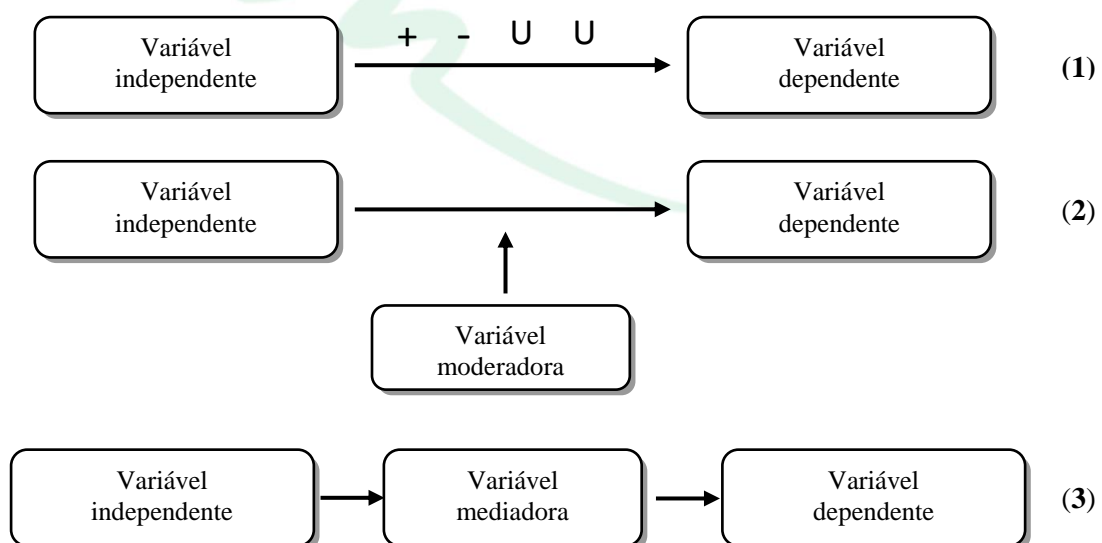 + - U U
Variável
independente
Variável
dependente
(1)
Variável
independente
Variável
dependente
(2)
Variável
moderadora
Variável
independente
Variável
mediadora
Variável
dependente
(3)